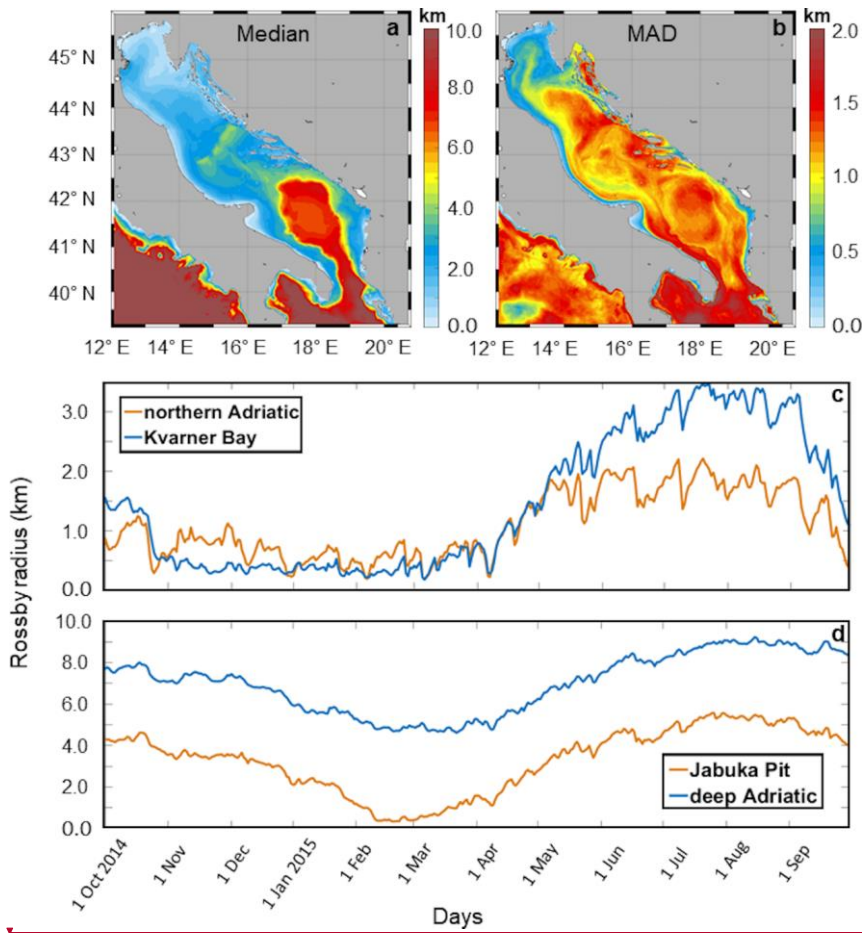 km
Median
a
10.0
8.0
6.0
4.0
2.0
0.0
45° N
44° N
43° N
42° N
41° N
40° N
12° E
14° E
16° E
18° E
20° E
km
MAD
b
2.0
1.5
1.0
0.5
0.0
12° E
14° E
16° E
18° E
20° E
Rossby radius (km)
c
northern Adriatic
Kvarner Bay
3.0
2.0
1.0
0.0
d
10.0
8.0
6.0
4.0
2.0
0.0
Jabuka Pit
deep Adriatic
1 Oct 2014
1 Nov
1 Dec
1 Jan 2015
1 Feb
1 Mar
1 Apr
1 May
1 Jun
1 Jul
1 Aug
1 Sep
Days